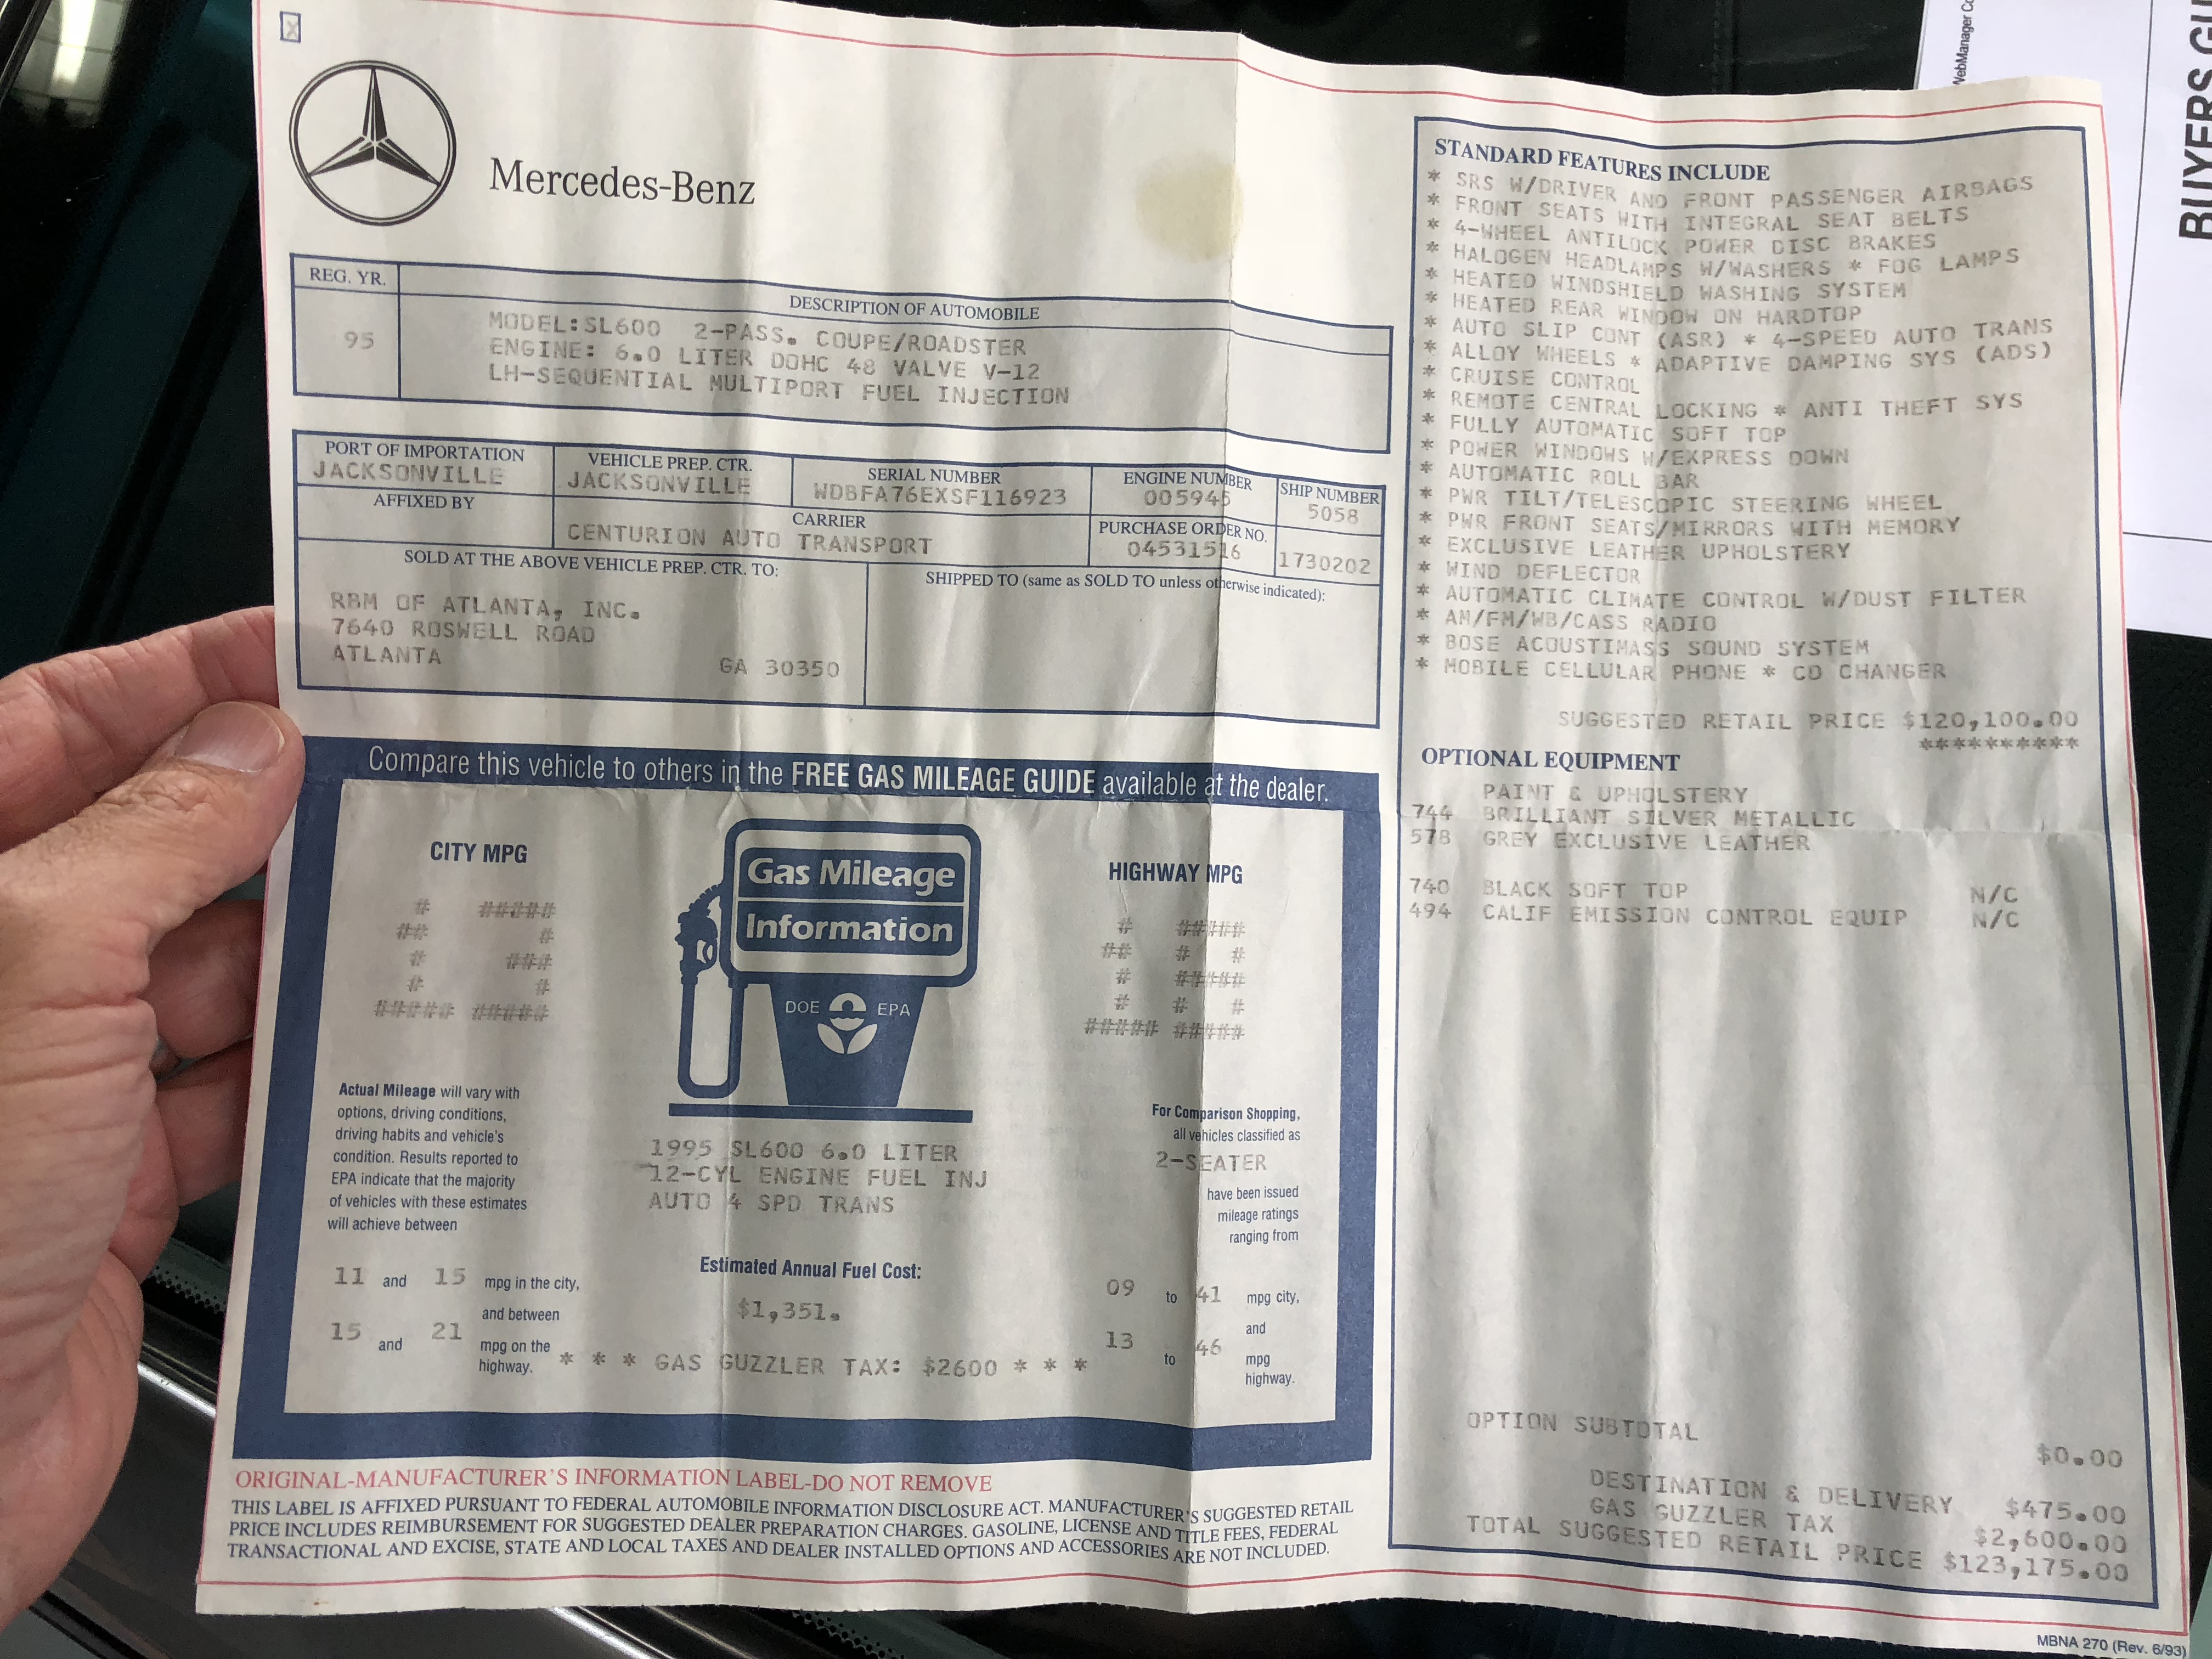 X
Mercedes-Benz
REG. YR.
DESCRIPTION OF AUTOMOBILE
95
MODEL:SL600 2-PASS. COUPE/ROADSTER
ENGINE: 6.0 LITER DOHC 48 VALVE V-12
LH-SEQUENTIAL MULTIPORT FUEL INJECTION
PORT OF IMPORTATION
JACKSONVILLE
VEHICLE PREP. CTR.
JACKSONVILLE
SERIAL NUMBER
WDBFA76EXSF116923
ENGINE NUMBER
005945
SHIP NUMBER
5058
AFFIXED BY
CARRIER
CENTURION AUTO TRANSPORT
PURCHASE ORDER NO.
04531516
1730202
SOLD AT THE ABOVE VEHICLE PREP. CTR. TO:
RBM OF ATLANTA, INC.
7640 ROSWELL ROAD
ATLANTA GA 30350
SHIPPED TO (same as SOLD TO unless otherwise indicated):
Compare this vehicle to others in the FREE GAS MILEAGE GUIDE available at the dealer.
CITY MPG
13
Gas Mileage
Information
DOE EPA
HIGHWAY MPG
18
Actual Mileage will vary with
options, driving conditions,
driving habits and vehicle's
condition. Results reported to
EPA indicate that the majority
of vehicles with these estimates
will achieve between
11 and 15 mpg in the city,
and between
15 and 21 mpg on the
highway.
1995 SL600 6.0 LITER
12-CYL ENGINE FUEL INJ
AUTO 4 SPD TRANS
Estimated Annual Fuel Cost:
$1,351.
* * * GAS GUZZLER TAX: $2600 * * *
For Comparison Shopping,
all vehicles classified as
2-SEATER
have been issued
mileage ratings
ranging from
09 to 41 mpg city,
and
13 to 46 mpg
highway.
ORIGINAL-MANUFACTURER'S INFORMATION LABEL-DO NOT REMOVE
THIS LABEL IS AFFIXED PURSUANT TO FEDERAL AUTOMOBILE INFORMATION DISCLOSURE ACT. MANUFACTURER'S SUGGESTED RETAIL
PRICE INCLUDES REIMBURSEMENT FOR SUGGESTED DEALER PREPARATION CHARGES. GASOLINE, LICENSE AND TITLE FEES, FEDERAL
TRANSACTIONAL AND EXCISE, STATE AND LOCAL TAXES AND DEALER INSTALLED OPTIONS AND ACCESSORIES ARE NOT INCLUDED.
STANDARD FEATURES INCLUDE
* SRS W/DRIVER AND FRONT PASSENGER AIRBAGS
* FRONT SEATS WITH INTEGRAL SEAT BELTS
* 4-WHEEL ANTILOCK POWER DISC BRAKES
* HALOGEN HEADLAMPS W/WASHERS * FOG LAMPS
* HEATED WINDSHIELD WASHING SYSTEM
* HEATED REAR WINDOW ON HARDTOP
* AUTO SLIP CONT (ASR) * 4-SPEED AUTO TRANS
* ALLOY WHEELS * ADAPTIVE DAMPING SYS (ADS)
* CRUISE CONTROL
* REMOTE CENTRAL LOCKING * ANTI THEFT SYS
* FULLY AUTOMATIC SOFT TOP
* POWER WINDOWS W/EXPRESS DOWN
* AUTOMATIC ROLL BAR
* PWR TILT/TELESCOPIC STEERING WHEEL
* PWR FRONT SEATS/MIRRORS WITH MEMORY
* EXCLUSIVE LEATHER UPHOLSTERY
* WIND DEFLECTOR
* AUTOMATIC CLIMATE CONTROL W/DUST FILTER
* AM/FM/WB/CASS RADIO
* BOSE ACOUSTIMASS SOUND SYSTEM
* MOBILE CELLULAR PHONE * CD CHANGER
SUGGESTED RETAIL PRICE $120,100.00
**********
OPTIONAL EQUIPMENT
PAINT & UPHOLSTERY
744 BRILLIANT SILVER METALLIC
578 GREY EXCLUSIVE LEATHER
740 BLACK SOFT TOP N/C
494 CALIF EMISSION CONTROL EQUIP N/C
OPTION SUBTOTAL $0.00
DESTINATION & DELIVERY $475.00
GAS GUZZLER TAX $2,600.00
TOTAL SUGGESTED RETAIL PRICE $123,175.00
MBNA 270 (Rev. 6/93)
WebManager
BUYERS